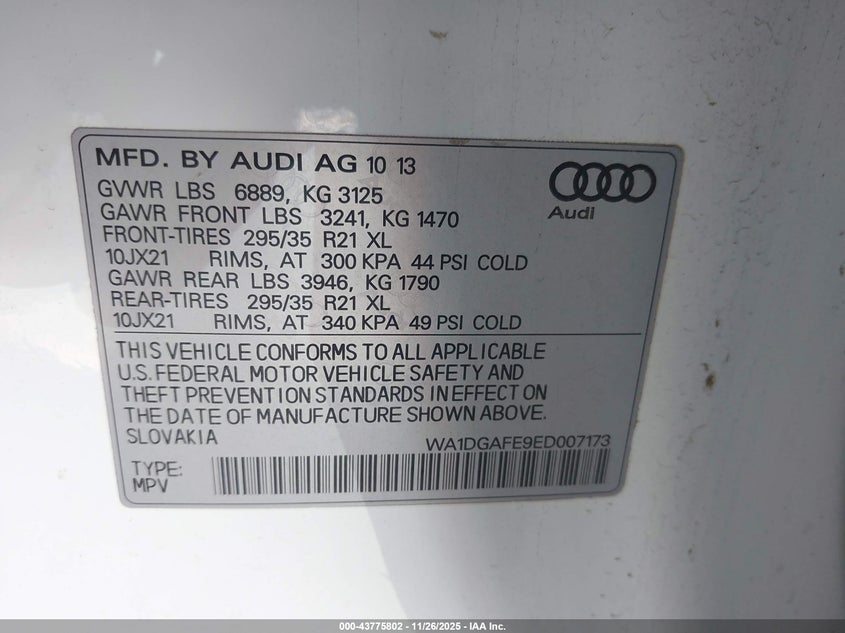 MFD. BY AUDI AG 10 13
GVWR LBS 6889, KG 3125
GAWR FRONT LBS 3241, KG 1470
FRONT-TIRES 295/35 R21 XL
10JX21 RIMS, AT 300 KPA 44 PSI COLD
GAWR REAR LBS 3946, KG 1790
REAR-TIRES 295/35 R21 XL
10JX21 RIMS, AT 340 KPA 49 PSI COLD
Audi
THIS VEHICLE CONFORMS TO ALL APPLICABLE
U.S. FEDERAL MOTOR VEHICLE SAFETY AND
THEFT PREVENTION STANDARDS IN EFFECT ON
THE DATE OF MANUFACTURE SHOWN ABOVE.
SLOVAKIA WA1DGAFE9ED007173
TYPE:
MPV
000-43775802 - 11/26/2025 - IAA Inc.